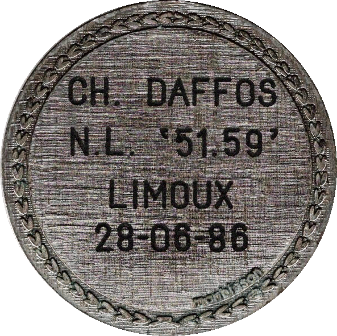 CH. DAFFOS
N.L. '51.59'
LIMOUX
28-06-86